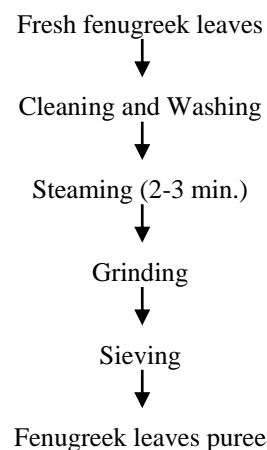 Fresh fenugreek leaves
Cleaning and Washing
Steaming (2-3 min.)
Grinding
Sieving
Fenugreek leaves puree